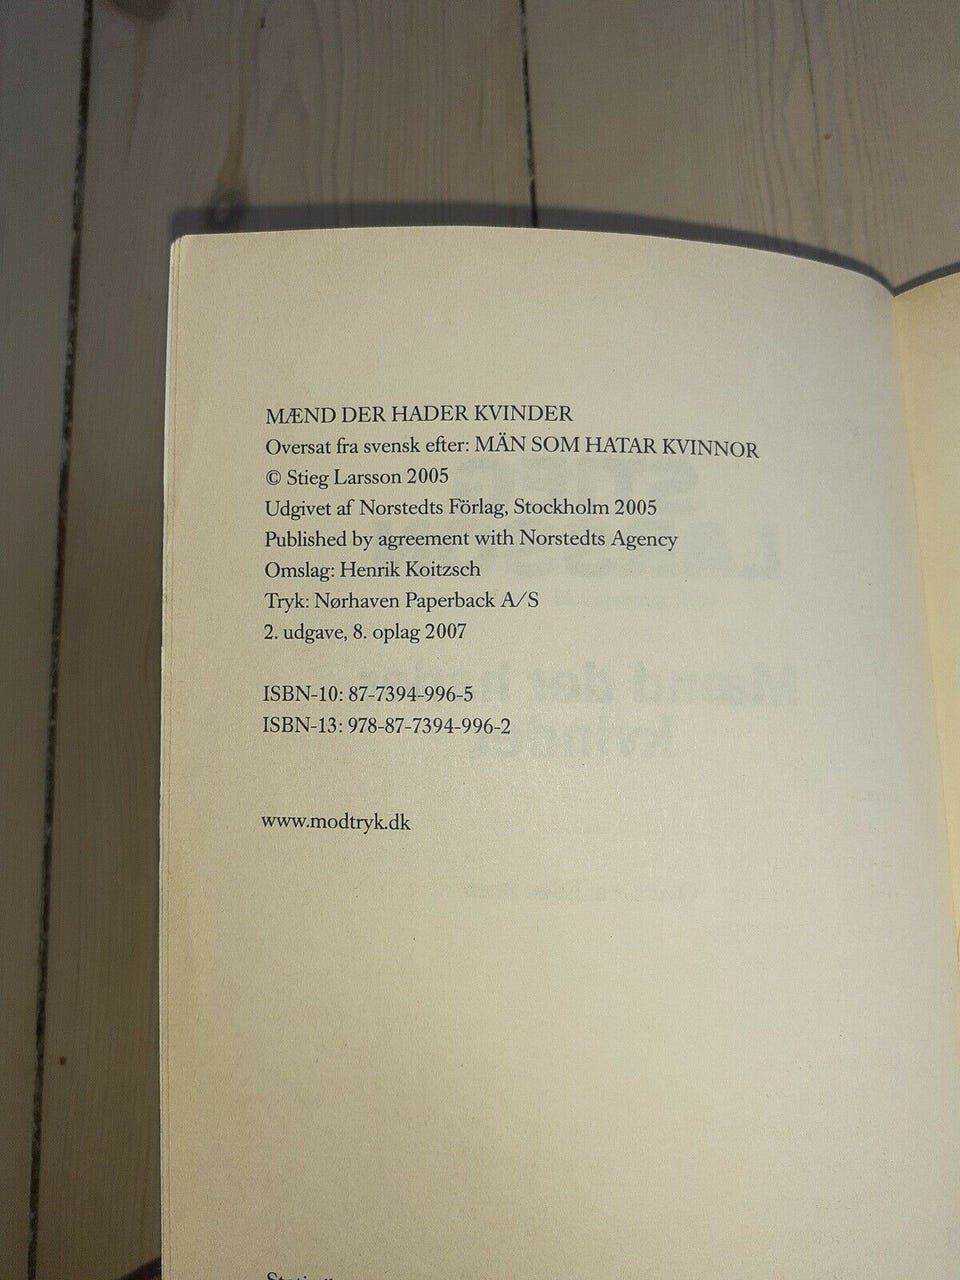 MÆND DER HADER KVINDER
Oversat fra svensk efter: MÄN SOM HATAR KVINNOR
© Stieg Larsson 2005
Udgivet af Norstedts Förlag, Stockholm 2005
Published by agreement with Norstedts Agency
Omslag: Henrik Koitzsch
Tryk: Nørhaven Paperback A/S
2. udgave, 8. oplag 2007
ISBN-10: 87-7394-996-5
ISBN-13: 978-87-7394-996-2
www.modtryk.dk